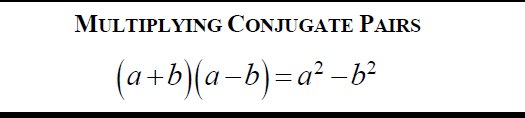 MULTIPLYING CONJUGATE PAIRS
(a+b)(a−b)=a²−b²